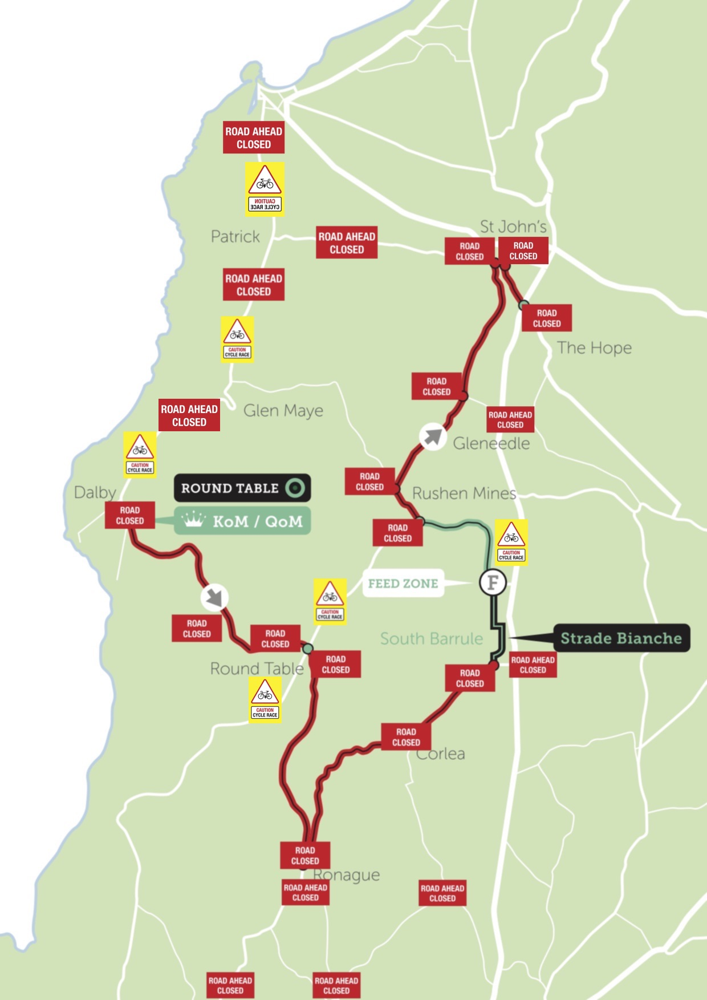 ROAD AHEAD
CLOSED
CAUTION
CYCLE RACE
Patrick
ROAD AHEAD
CLOSED
St John's
ROAD
CLOSED
ROAD
CLOSED
ROAD AHEAD
CLOSED
ROAD
CLOSED
CAUTION
CYCLE RACE
The Hope
ROAD
CLOSED
ROAD AHEAD
CLOSED
Glen Maye
ROAD AHEAD
CLOSED
Gleneedle
CAUTION
CYCLE RACE
ROAD
CLOSED
Dalby
ROUND TABLE
Rushen Mines
ROAD
CLOSED
KoM / QoM
ROAD
CLOSED
CAUTION
CYCLE RACE
FEED ZONE
F
CAUTION
CYCLE RACE
ROAD
CLOSED
ROAD
CLOSED
South Barrule
Strade Bianche
Round Table
ROAD
CLOSED
ROAD AHEAD
CLOSED
ROAD
CLOSED
CAUTION
CYCLE RACE
ROAD
CLOSED
Corlea
ROAD
CLOSED
Ronague
ROAD AHEAD
CLOSED
ROAD AHEAD
CLOSED
ROAD AHEAD
CLOSED
ROAD AHEAD
CLOSED